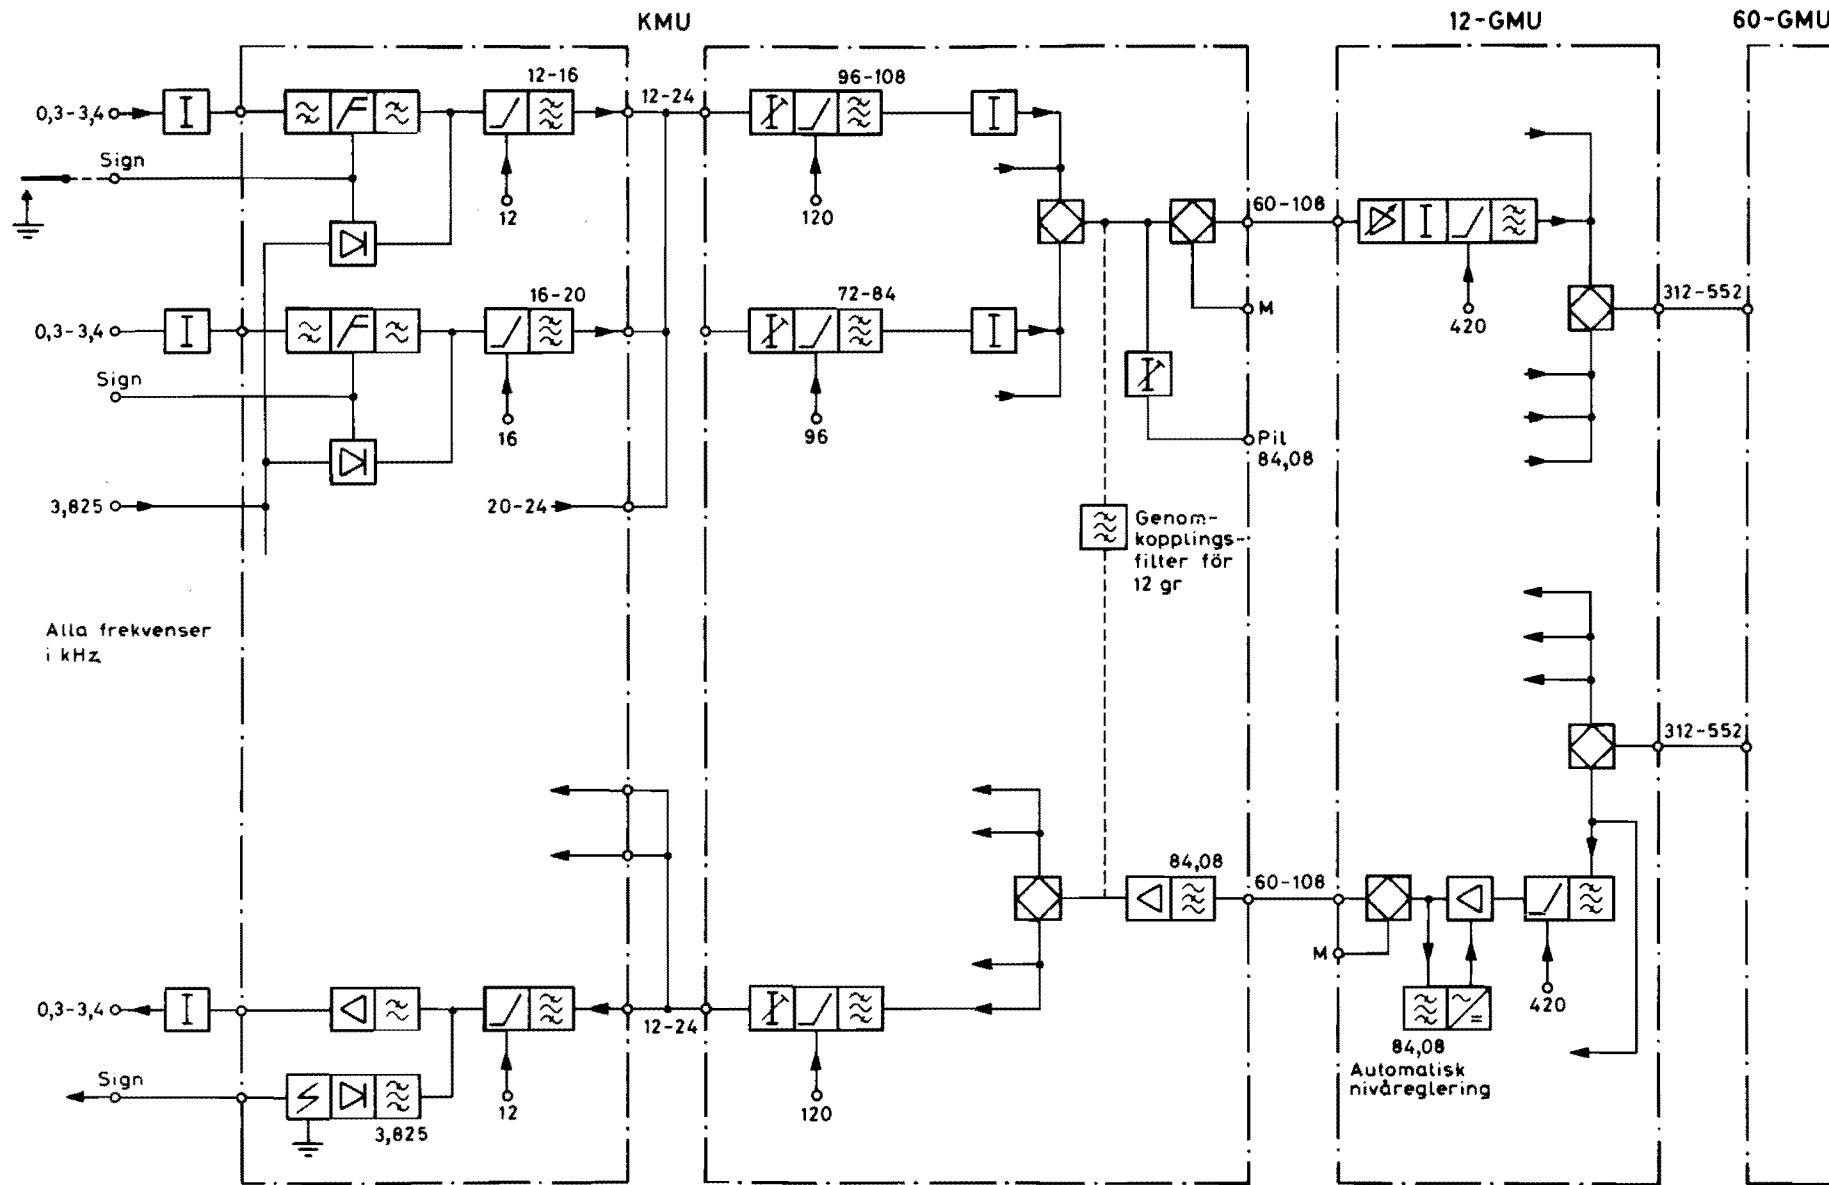 KMU
12-GMU
60-GMU
12-16
96-108
0,3-3,4
12-24
Sign
12
120
60-108
16-20
72-84
M
312-552
0,3-3,4
420
Sign
16
96
Pil
84,08
3,825
20-24
Genom-
kopplings-
filter för
12 gr
Alla frekvenser
i kHz
312-552
84,08
60-108
M
0,3-3,4
12-24
420
84,08
Automatisk
nivåreglering
Sign
12
120
3,825